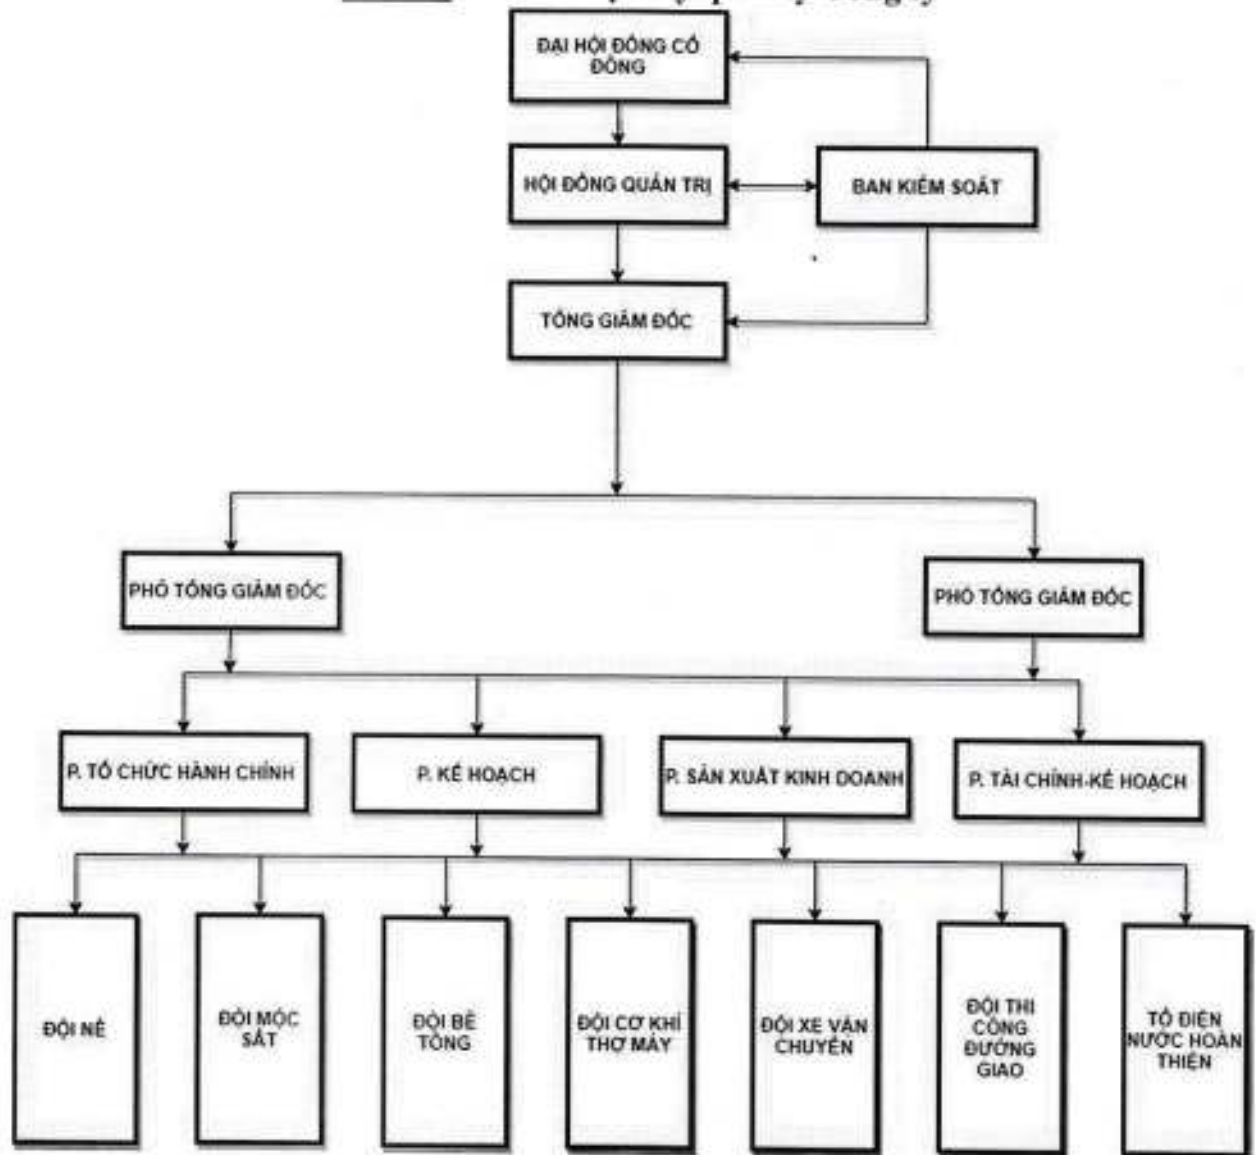 ĐẠI HỘI ĐỒNG CỔ
ĐÔNG
HỘI ĐỒNG QUẢN TRỊ
BAN KIỂM SOÁT
TỔNG GIÁM ĐỐC
PHÓ TỔNG GIÁM ĐỐC
PHÓ TỔNG GIÁM ĐỐC
P. TỔ CHỨC HÀNH CHÍNH
P. KẾ HOẠCH
P. SẢN XUẤT KINH DOANH
P. TÀI CHÍNH-KẾ HOẠCH
ĐỘI NỀ
ĐỘI MỘC
SẮT
ĐỘI BÊ
TÔNG
ĐỘI CƠ KHÍ
THỢ MÁY
ĐỘI XE VẬN
CHUYỂN
ĐỘI THI
CÔNG
ĐƯỜNG
GIAO
TỔ ĐIỆN
NƯỚC HOÀN
THIỆN